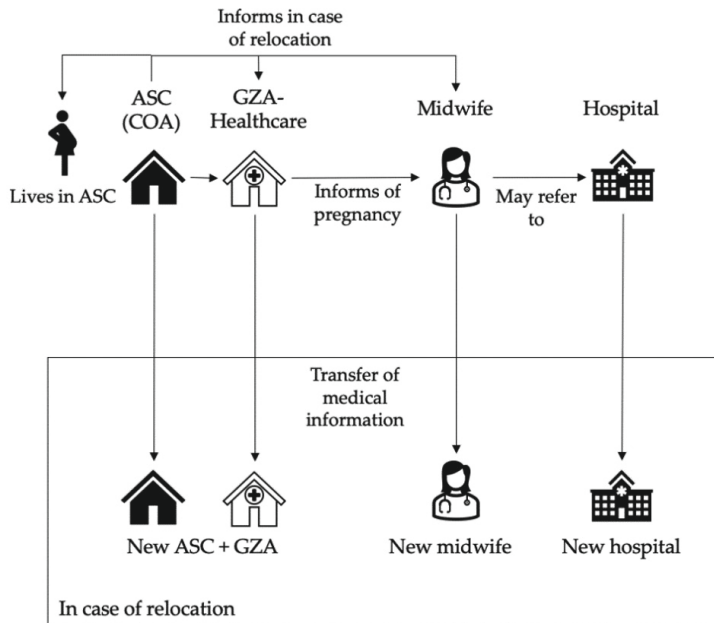 Informs in case
of relocation
ASC
(COA)
GZA-
Healthcare
Midwife
Hospital
Lives in ASC
Informs of
pregnancy
May refer
to
Transfer of
medical
information
New ASC + GZA
New midwife
New hospital
In case of relocation